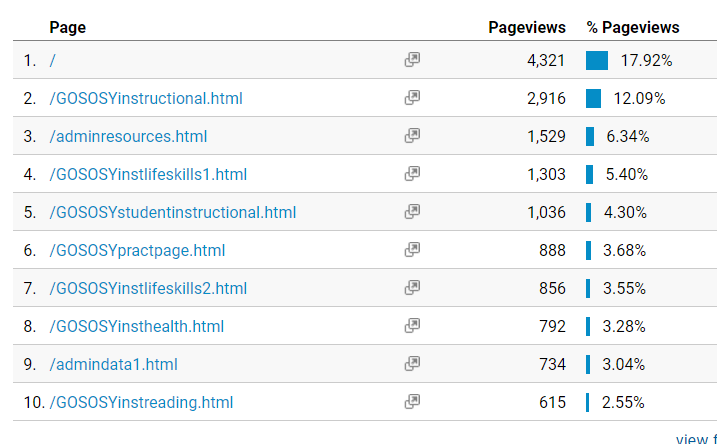 Page Pageviews % Pageviews
1. / 4,321 17.92%
2. /GOSOSYinstructional.html 2,916 12.09%
3. /adminresources.html 1,529 6.34%
4. /GOSOSYinstlifeskills1.html 1,303 5.40%
5. /GOSOSYstudentinstructional.html 1,036 4.30%
6. /GOSOSYpractpage.html 888 3.68%
7. /GOSOSYinstlifeskills2.html 856 3.55%
8. /GOSOSYinsthealth.html 792 3.28%
9. /admindata1.html 734 3.04%
10. /GOSOSYinstreading.html 615 2.55%
view f